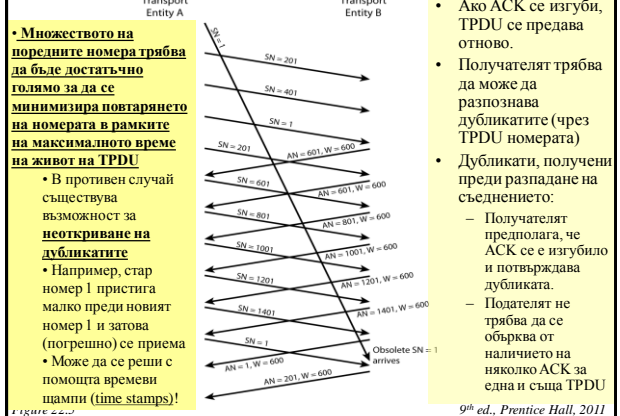 Transport
Entity A
Transport
Entity B
• Множеството на
поредните номера трябва
да бъде достатъчно
голямо за да се
минимизира повтарянето
на номерата в рамките
на максималното време
на живот на TPDU
• В противен случай
съществува
възможност за
неоткриване на
дубликатите
• Например, стар
номер 1 пристига
малко преди новият
номер 1 и затова
(погрешно) се приема
• Може да се реши с
помощта времеви
щампи (time stamps)!
SN = 1
SN = 201
SN = 401
SN = 1
SN = 201
AN = 601, W = 600
SN = 601
AN = 601, W = 600
SN = 801
AN = 801, W = 600
SN = 1001
AN = 1001, W = 600
SN = 1201
AN = 1201, W = 600
SN = 1401
AN = 1401, W = 600
SN = 1
Obsolete SN = 1
arrives
AN = 1, W = 600
AN = 201, W = 600
• Ако ACK се изгуби,
TPDU се предава
отново.
• Получателят трябва
да може да
разпознава
дубликатите (чрез
TPDU номерата)
• Дубликати, получени
преди разпадане на
съединението:
– Получателят
предполага, че
ACK се е изгубило
и потвърждава
дубликата.
– Подателят не
трябва да се
обърква от
наличието на
няколко ACK за
една и съща TPDU
Figure 22.5
9th ed., Prentice Hall, 2011